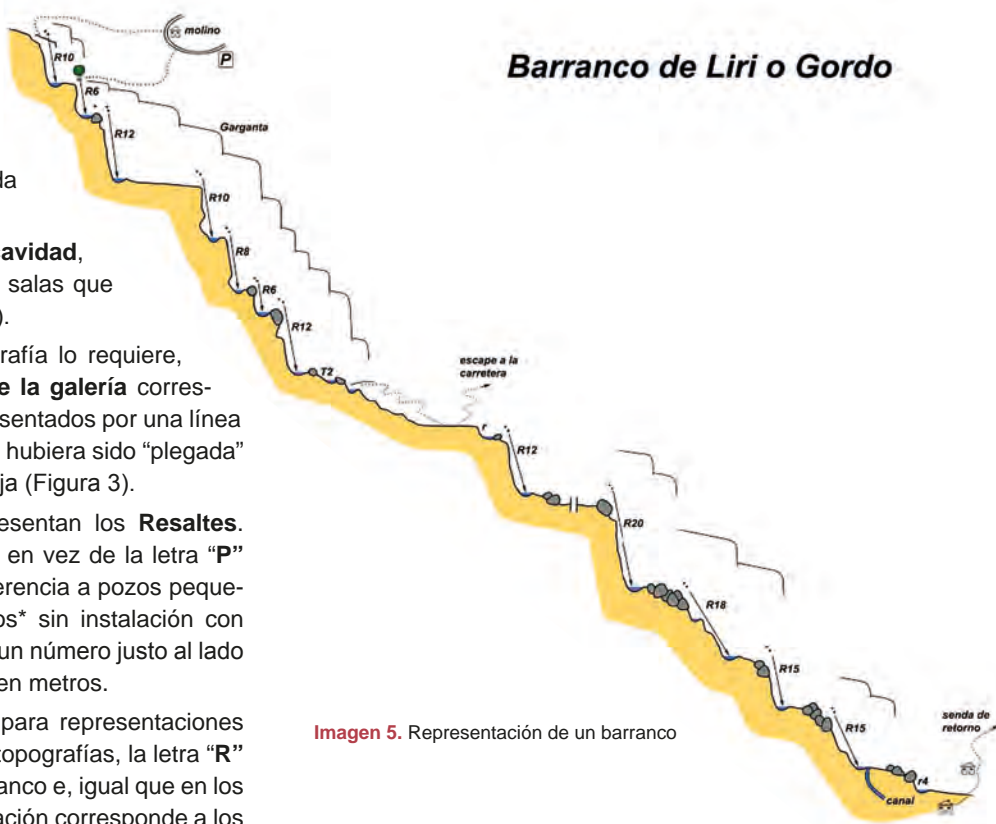 Barranco de Liri o Gordo
molino
P
R10
R6
R12
Garganta
R10
R8
R6
R12
T2
escape a la
carretera
r
R12
R20
R18
R15
R15
r4
canal
senda de
retorno
da
cavidad,
salas que
).
rafía lo requiere,
e la galería corres-
esentados por una línea
hubiera sido “plegada”
ja (Figura 3).
resentan los Resaltes.
en vez de la letra “P”
erencia a pozos peque-
os* sin instalación con
un número justo al lado
en metros.
para representaciones
topografías, la letra “R”
anco e, igual que en los
ación corresponde a los
Imagen 5. Representación de un barranco